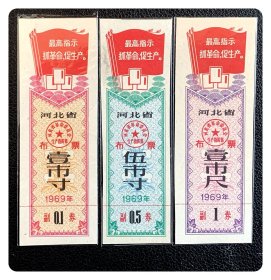 最高指示
抓革命,促生产。
河北省
布票
壹市寸
1969年
副 0.1 券
最高指示
抓革命,促生产。
河北省
布票
伍市寸
1969年
副 0.5 券
最高指示
抓革命,促生产。
河北省
布票
壹市尺
1969年
副 1 券